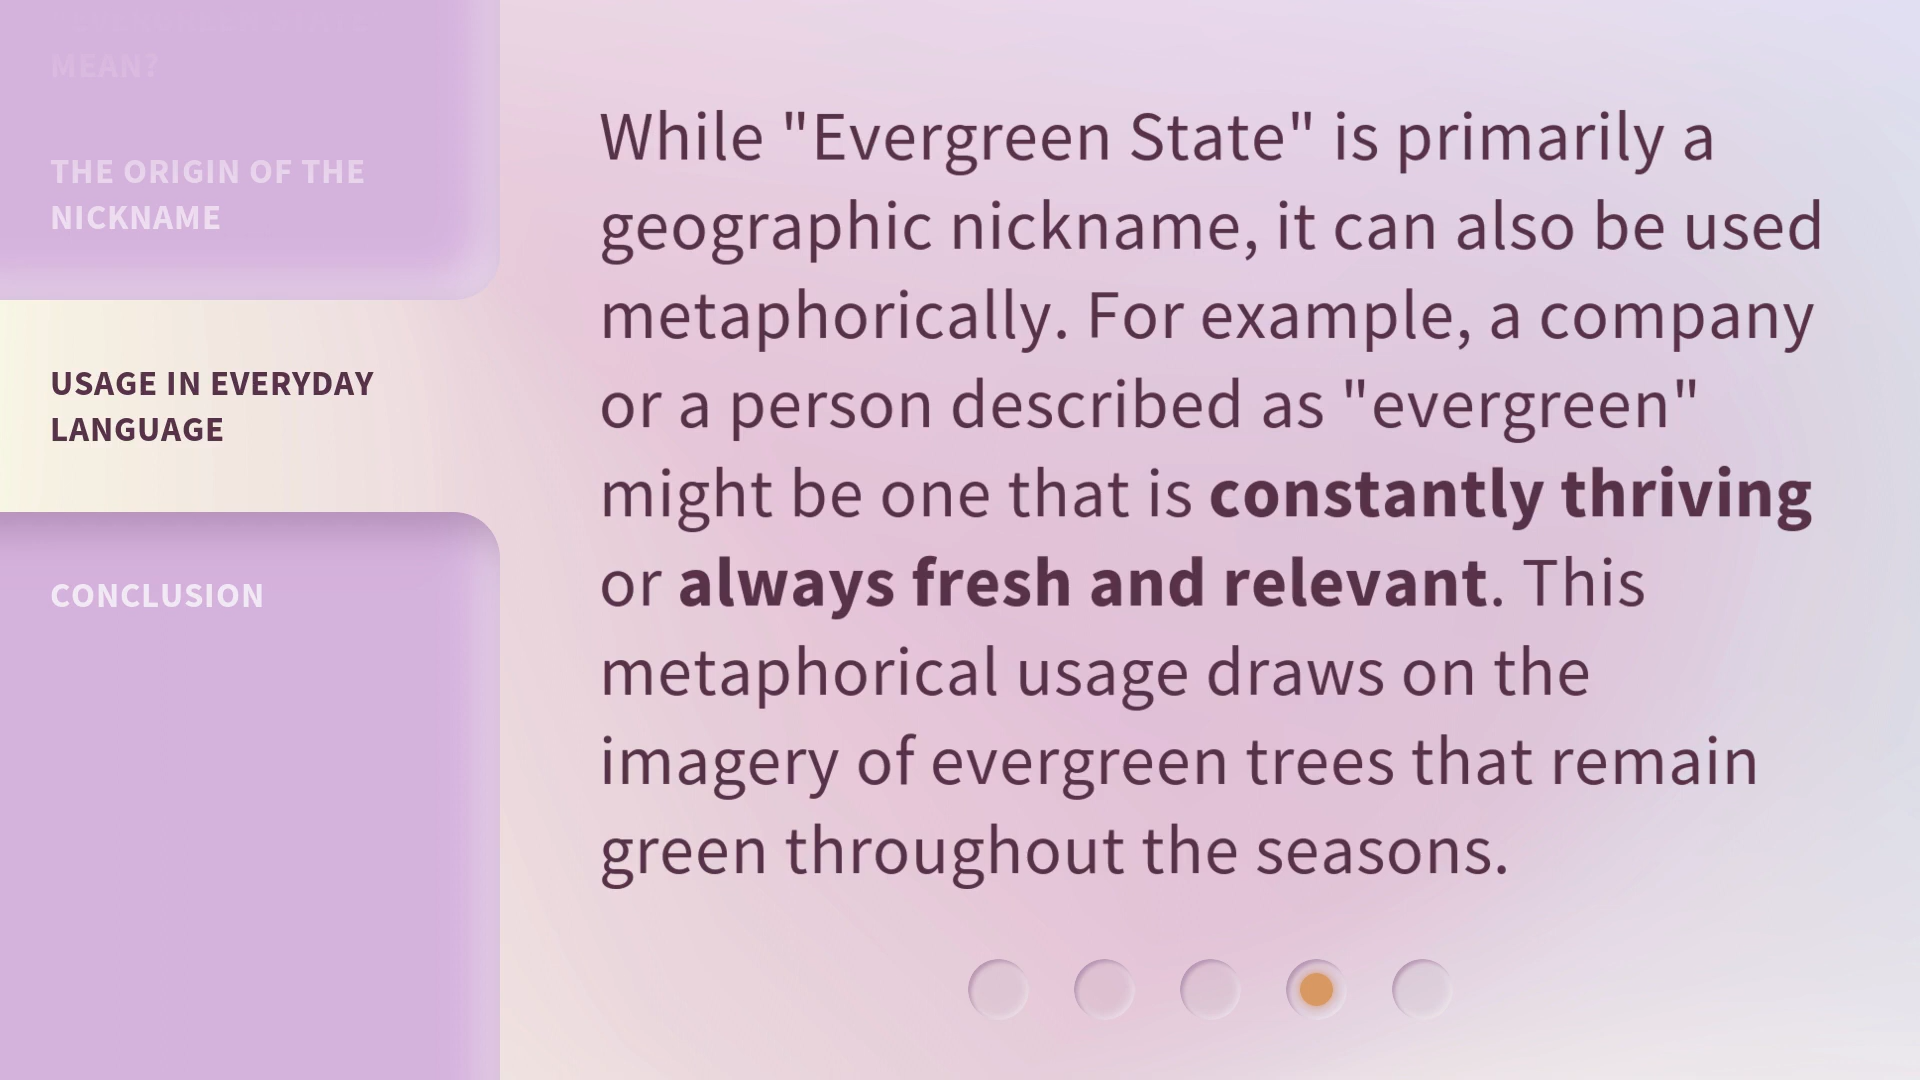 MEAN?
THE ORIGIN OF THE
NICKNAME
USAGE IN EVERYDAY
LANGUAGE
CONCLUSION
While "Evergreen State" is primarily a
geographic nickname, it can also be used
metaphorically. For example, a company
or a person described as "evergreen"
might be one that is constantly thriving
or always fresh and relevant. This
metaphorical usage draws on the
imagery of evergreen trees that remain
green throughout the seasons.